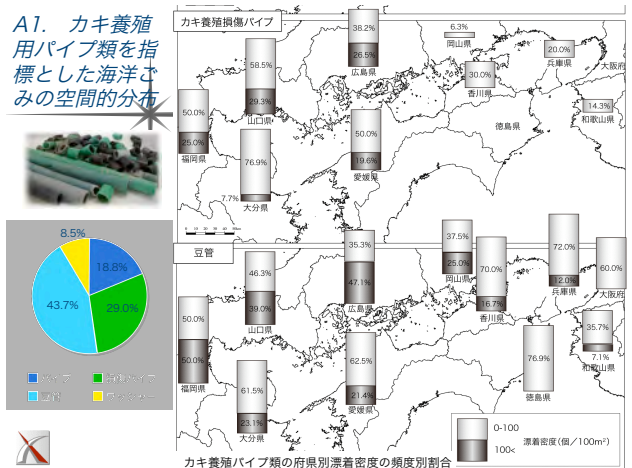 A1. カキ養殖
用パイプ類を指
標とした海洋ご
みの空間的分布
8.5%
18.8%
43.7%
29.0%
パイプ
損傷パイプ
豆管
ワッシャー
カキ養殖損傷パイプ
38.2%
26.5%
広島県
6.3%
岡山県
20.0%
兵庫県
大阪府
58.5%
29.3%
山口県
30.0%
香川県
14.3%
和歌山県
50.0%
25.0%
福岡県
50.0%
19.6%
愛媛県
徳島県
76.9%
7.7%
大分県
豆管
35.3%
47.1%
広島県
37.5%
25.0%
岡山県
72.0%
12.0%
兵庫県
60.0%
大阪府
46.3%
39.0%
山口県
70.0%
16.7%
香川県
35.7%
7.1%
和歌山県
50.0%
50.0%
福岡県
62.5%
21.4%
愛媛県
76.9%
徳島県
61.5%
23.1%
大分県
0-100
100<
漂着密度(個/100m²)
カキ養殖パイプ類の府県別漂着密度の頻度別割合